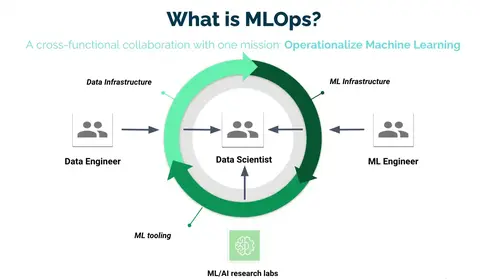 What is MLOps?
A cross-functional collaboration with one mission: Operationalize Machine Learning
Data Infrastructure
ML Infrastructure
Data Engineer
Data Scientist
ML Engineer
ML tooling
ML/AI research labs